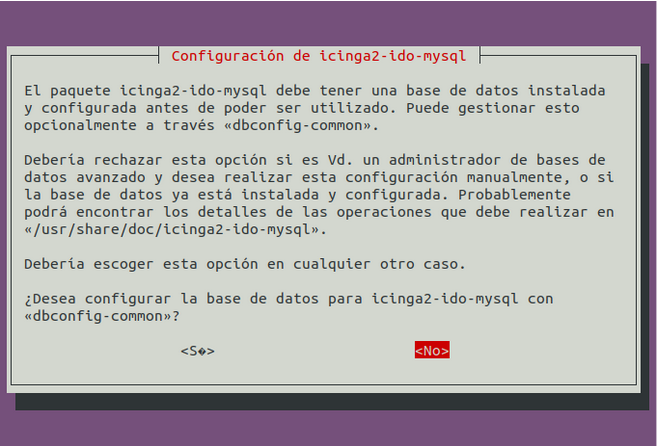 Configuración de icinga2-ido-mysql
El paquete icinga2-ido-mysql debe tener una base de datos instalada
y configurada antes de poder ser utilizado. Puede gestionar esto
opcionalmente a través «dbconfig-common».
Debería rechazar esta opción si es Vd. un administrador de bases de
datos avanzado y desea realizar esta configuración manualmente, o si
la base de datos ya está instalada y configurada. Probablemente
podrá encontrar los detalles de las operaciones que debe realizar en
«/usr/share/doc/icinga2-ido-mysql».
Debería escoger esta opción en cualquier otro caso.
¿Desea configurar la base de datos para icinga2-ido-mysql con
«dbconfig-common»?
<S�> <No>